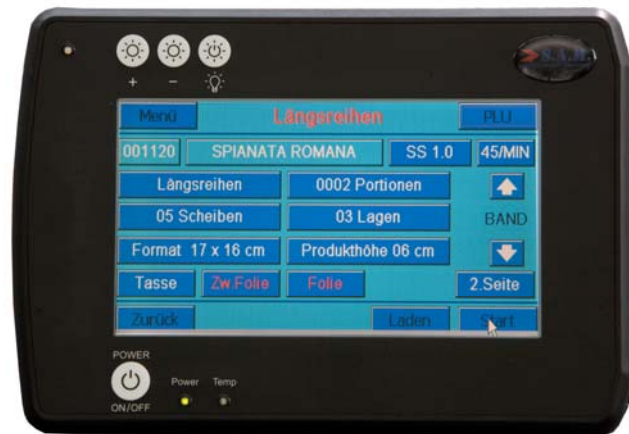 S.A.H.
+ −
Menü Längsreihen PLU
001120 SPIANATA ROMANA SS 1.0 45/MIN
Längsreihen 0002 Portionen
05 Scheiben 03 Lagen BAND
Format 17 x 16 cm Produkthöhe 06 cm
Tasse Zw.Folie Folie 2.Seite
Zurück Laden Start
POWER
Power Temp
ON/OFF